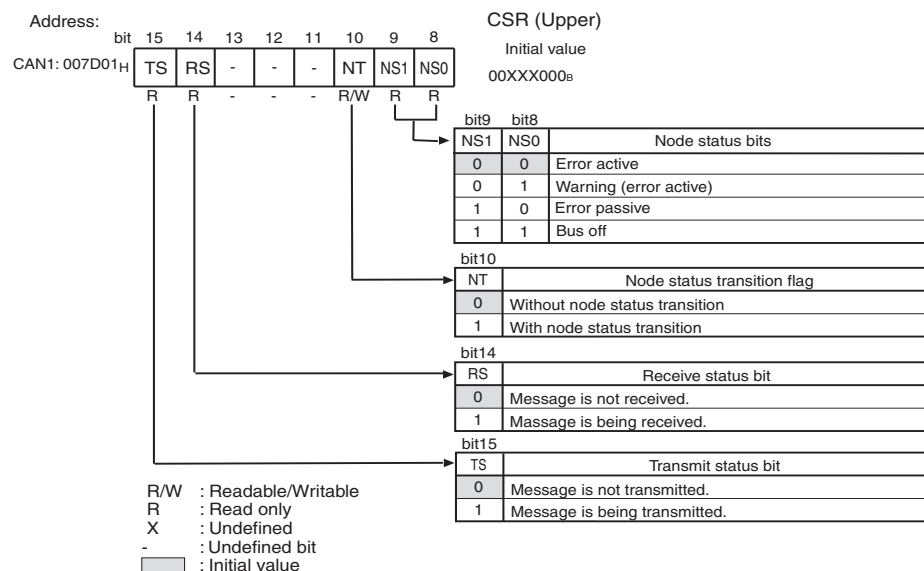 Address:
CSR (Upper)
bit 15 14 13 12 11 10 9 8
Initial value
CAN1: 007D01H TS RS - - - NT NS1 NS0
00XXX000B
R R - - - R/W R R
bit9 bit8
NS1 NS0 Node status bits
0 0 Error active
0 1 Warning (error active)
1 0 Error passive
1 1 Bus off
bit10
NT Node status transition flag
0 Without node status transition
1 With node status transition
bit14
RS Receive status bit
0 Message is not received.
1 Massage is being received.
bit15
TS Transmit status bit
0 Message is not transmitted.
1 Message is being transmitted.
R/W : Readable/Writable
R : Read only
X : Undefined
- : Undefined bit
: Initial value